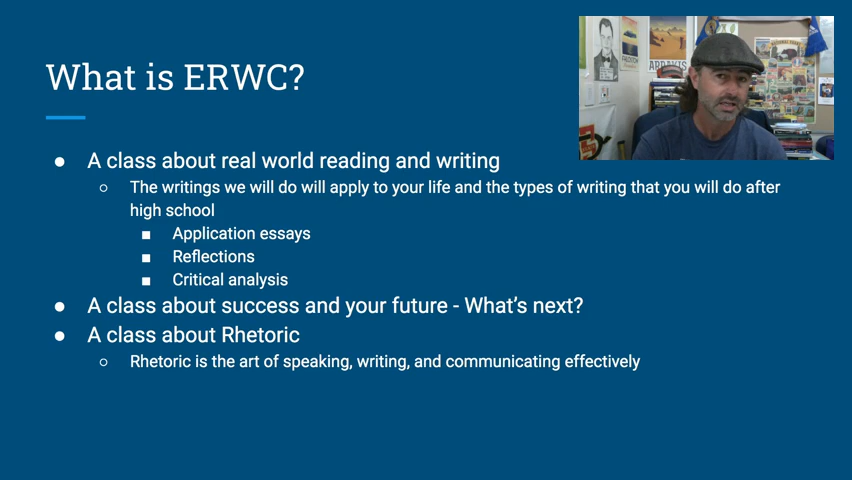 What is ERWC?
● A class about real world reading and writing
○ The writings we will do will apply to your life and the types of writing that you will do after
high school
■ Application essays
■ Reflections
■ Critical analysis
● A class about success and your future - What's next?
● A class about Rhetoric
○ Rhetoric is the art of speaking, writing, and communicating effectively
ARRAKIS